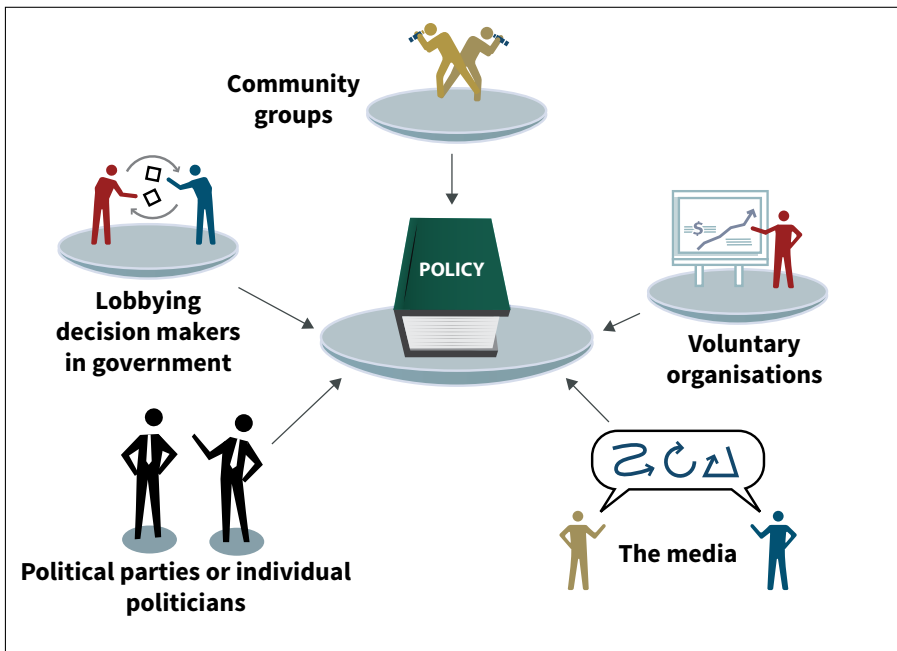 Community
groups
Lobbying
decision makers
in government
POLICY
$
Voluntary
organisations
Political parties or individual
politicians
The media